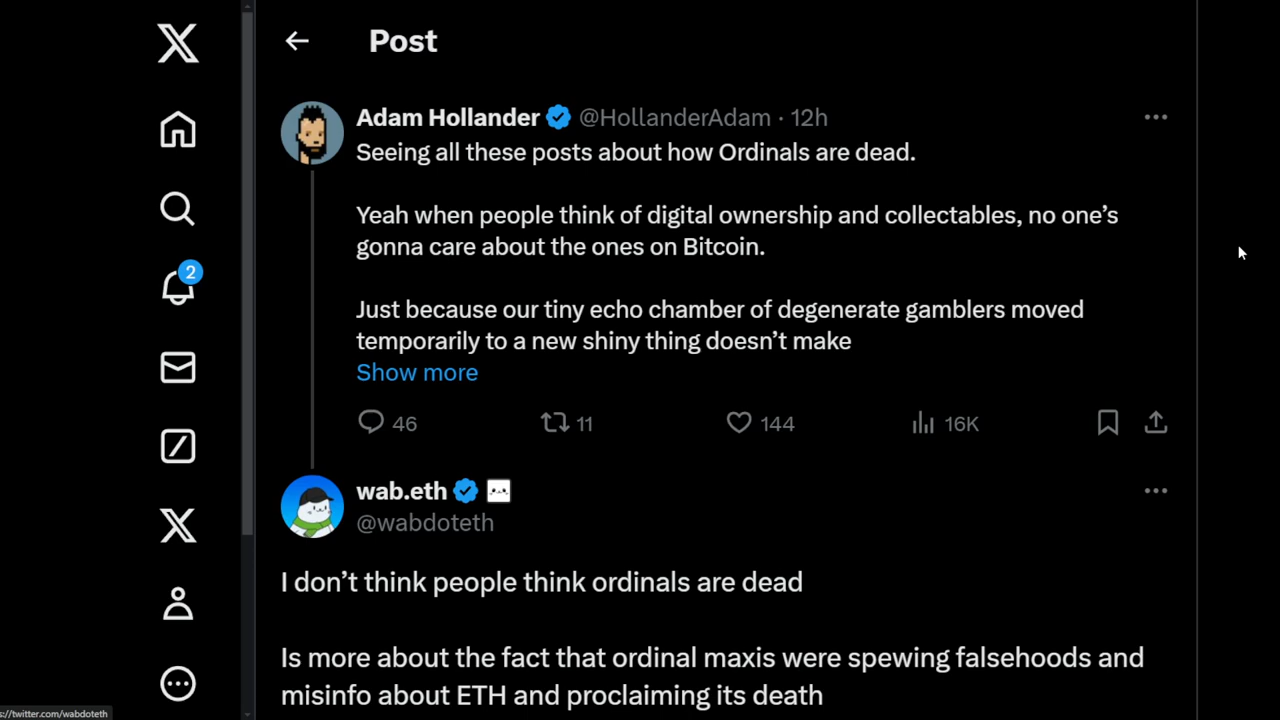 Post
Adam Hollander @HollanderAdam · 12h
Seeing all these posts about how Ordinals are dead.
Yeah when people think of digital ownership and collectables, no one’s
gonna care about the ones on Bitcoin.
Just because our tiny echo chamber of degenerate gamblers moved
temporarily to a new shiny thing doesn’t make
Show more
46 11 144 16K
2
wab.eth
@wabdoteth
I don’t think people think ordinals are dead
Is more about the fact that ordinal maxis were spewing falsehoods and
misinfo about ETH and proclaiming its death
s://twitter.com/wabdoteth